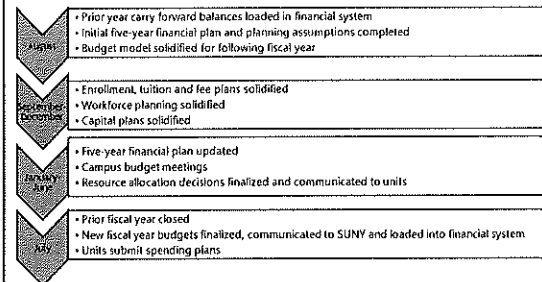 August
• Prior year carry forward balances loaded in financial system
• Initial five-year financial plan and planning assumptions completed
• Budget model solidified for following fiscal year
September-
December
• Enrollment, tuition and fee plans solidified
• Workforce planning solidified
• Capital plans solidified
January-
June
• Five-year financial plan updated
• Campus budget meetings
• Resource allocation decisions finalized and communicated to units
July
• Prior fiscal year closed
• New fiscal year budgets finalized, communicated to SUNY and loaded into financial system
• Units submit spending plans